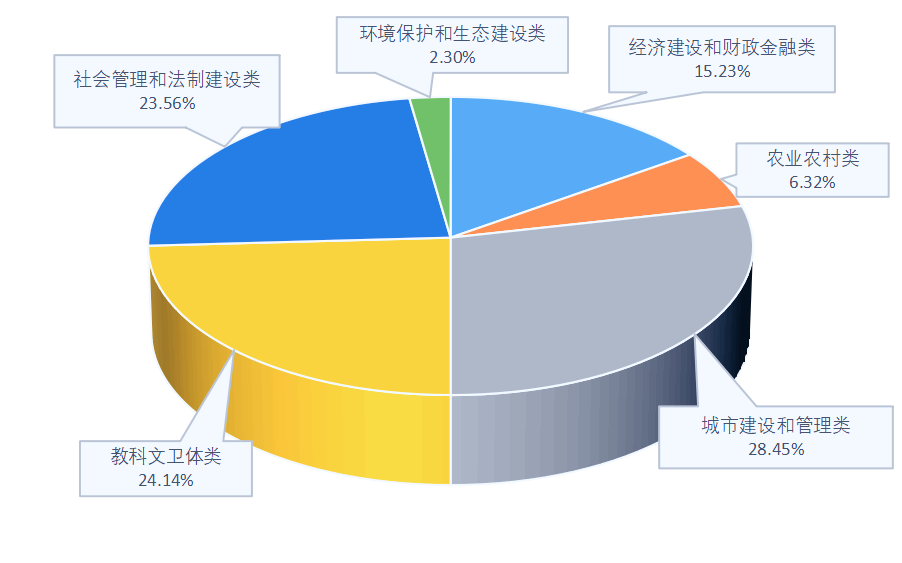 环境保护和生态建设类
2.30%
经济建设和财政金融类
15.23%
社会管理和法制建设类
23.56%
农业农村类
6.32%
城市建设和管理类
28.45%
教科文卫体类
24.14%